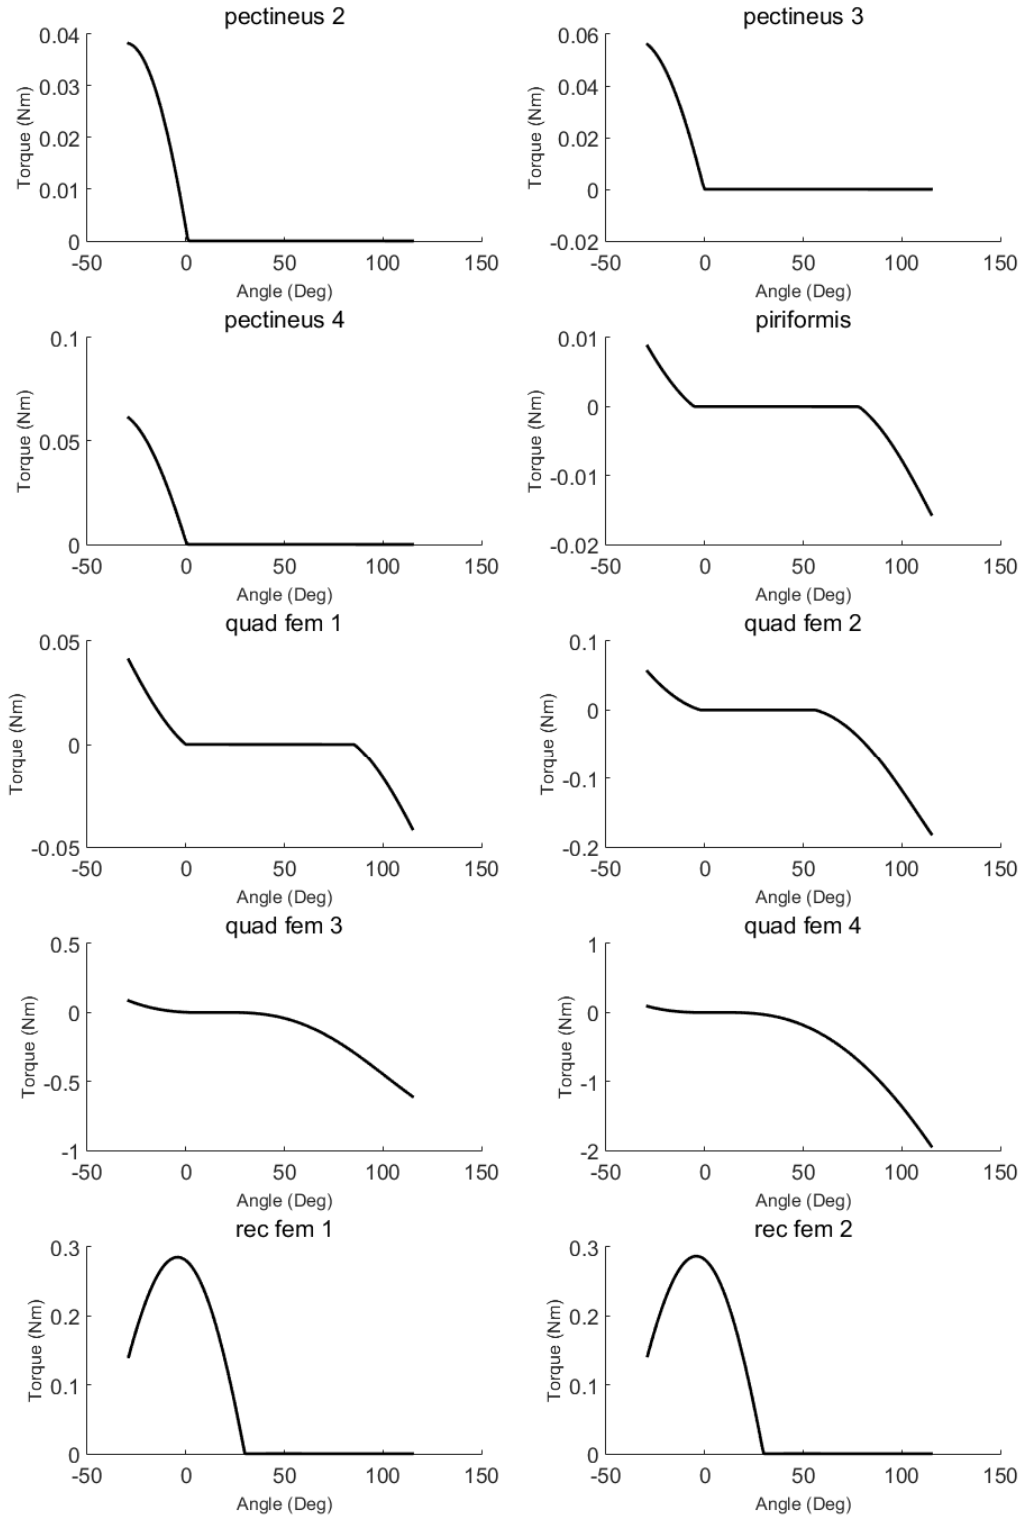 pectineus 2
0.04
0.03
0.02
0.01
0
Torque (Nm)
-50 0 50 100 150
Angle (Deg)
pectineus 3
0.06
0.04
0.02
0
-0.02
Torque (Nm)
-50 0 50 100 150
Angle (Deg)
pectineus 4
0.1
0.05
0
Torque (Nm)
-50 0 50 100 150
Angle (Deg)
piriformis
0.01
0
-0.01
-0.02
Torque (Nm)
-50 0 50 100 150
Angle (Deg)
quad fem 1
0.05
0
-0.05
Torque (Nm)
-50 0 50 100 150
Angle (Deg)
quad fem 2
0.1
0
-0.1
-0.2
Torque (Nm)
-50 0 50 100 150
Angle (Deg)
quad fem 3
0.5
0
-0.5
-1
Torque (Nm)
-50 0 50 100 150
Angle (Deg)
quad fem 4
1
0
-1
-2
Torque (Nm)
-50 0 50 100 150
Angle (Deg)
rec fem 1
0.3
0.2
0.1
0
Torque (Nm)
-50 0 50 100 150
Angle (Deg)
rec fem 2
0.3
0.2
0.1
0
Torque (Nm)
-50 0 50 100 150
Angle (Deg)